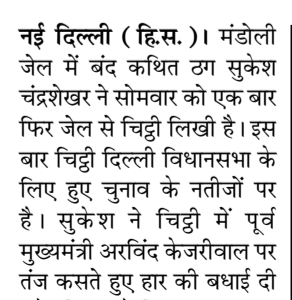 नई दिल्ली ( हि.स. )। मंडोली
जेल में बंद कथित ठग सुकेश
चंद्रशेखर ने सोमवार को एक बार
फिर जेल से चिट्ठी लिखी है। इस
बार चिट्ठी दिल्ली विधानसभा के
लिए हुए चुनाव के नतीजों पर
है। सुकेश ने चिट्ठी में पूर्व
मुख्यमंत्री अरविंद केजरीवाल पर
तंज कसते हुए हार की बधाई दी